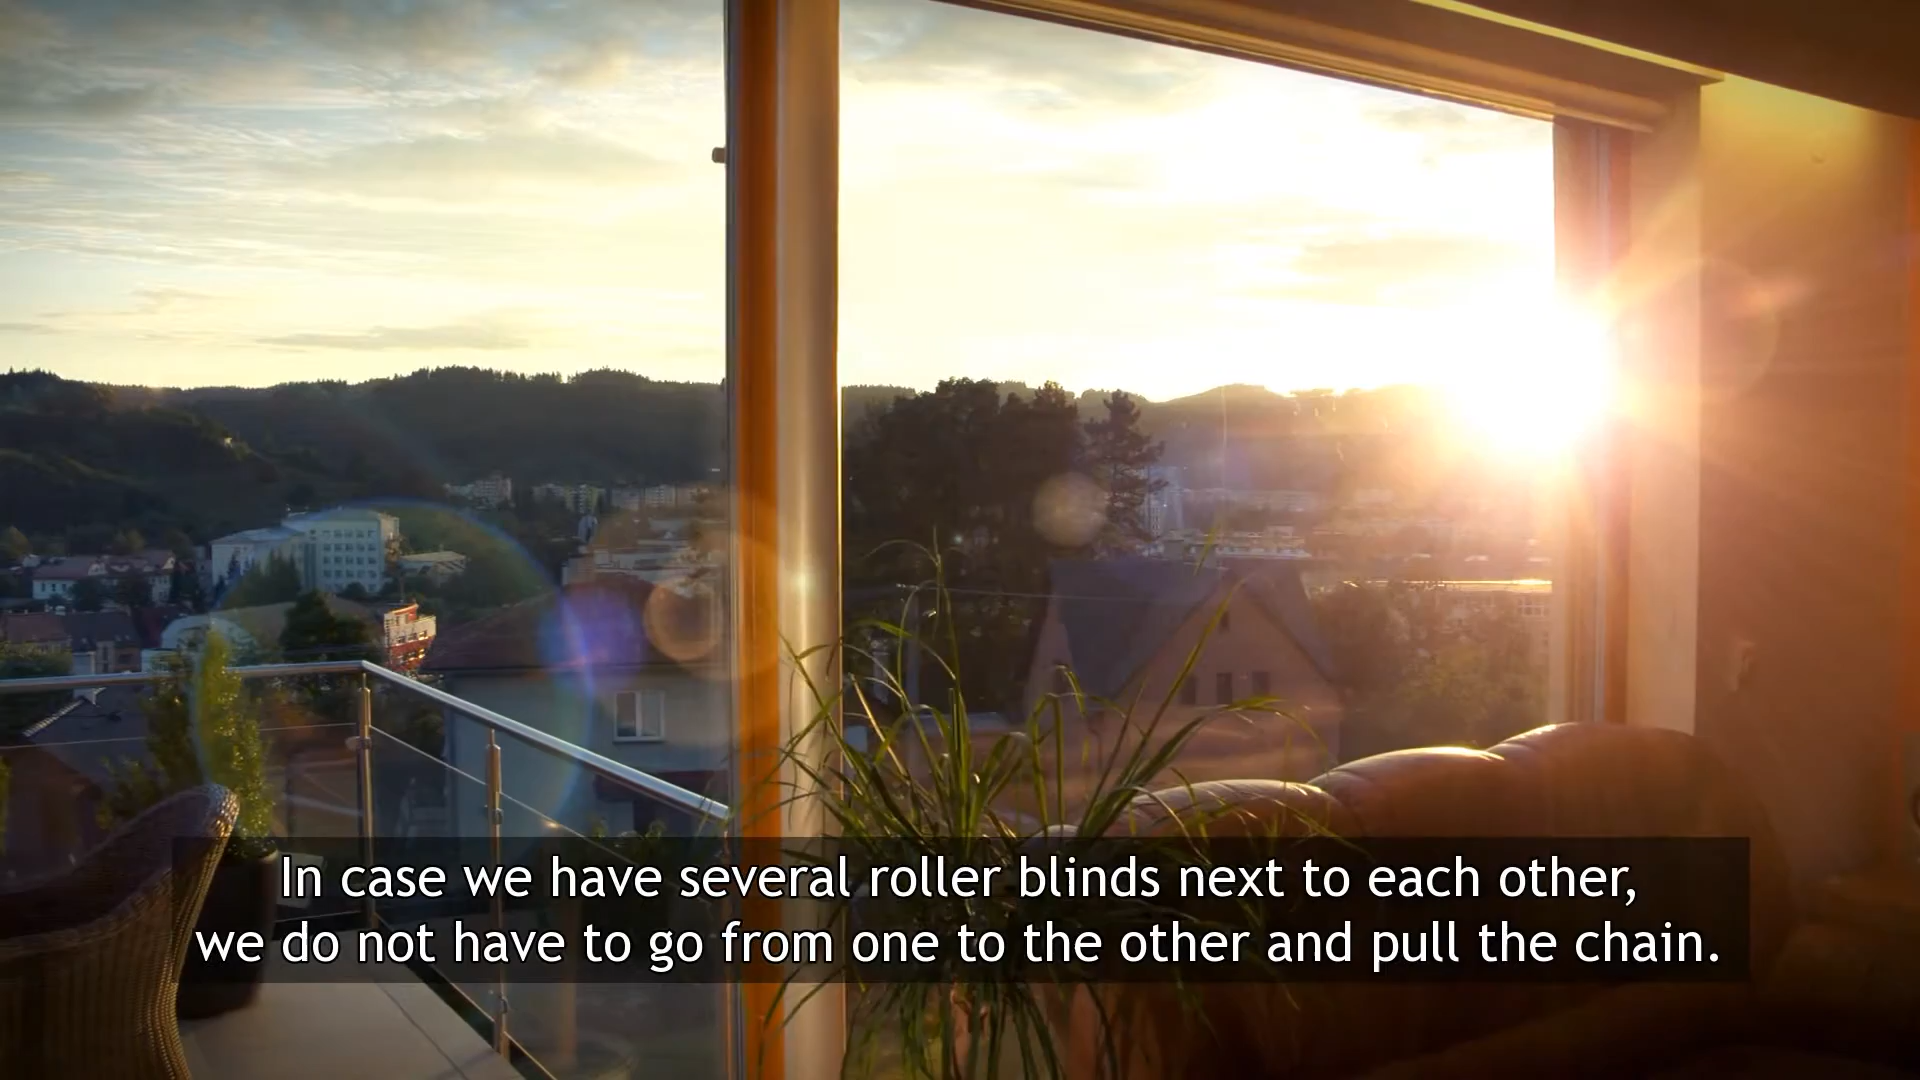 In case we have several roller blinds next to each other,
we do not have to go from one to the other and pull the chain.